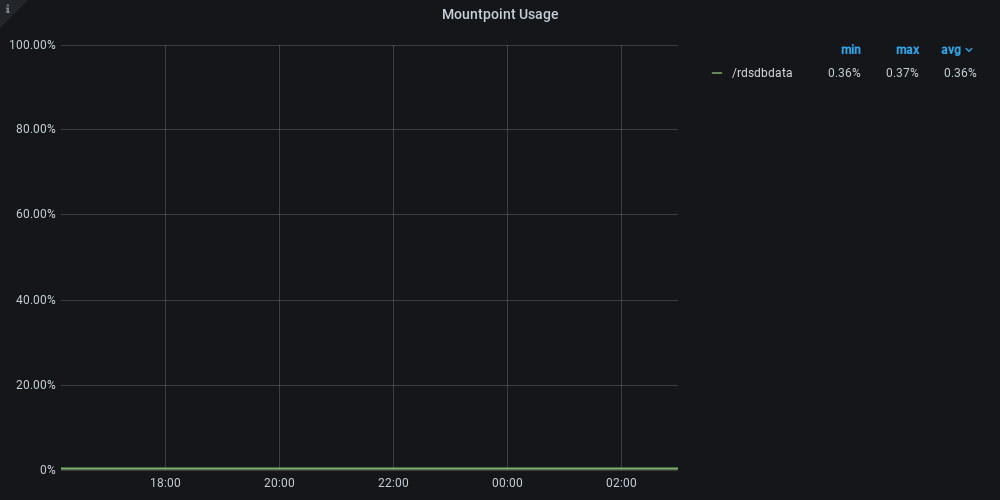 i
Mountpoint Usage
100.00%
80.00%
60.00%
40.00%
20.00%
0%
18:00 20:00 22:00 00:00 02:00
min max avg
/rdsdbdata 0.36% 0.37% 0.36%